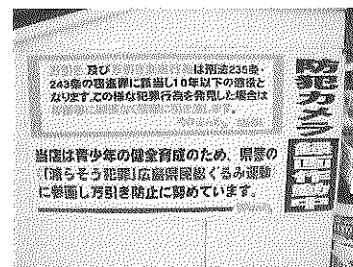 及び は刑法235条・
243条の窃盗罪に該当し10年以下の懲役と
なります。この様な犯罪行為を発見した場合は
防犯カメラ
作動中
当店は青少年の健全育成のため、県警の
「減らそう犯罪」広島県民総ぐるみ運動
に参画し万引き防止に努めています。